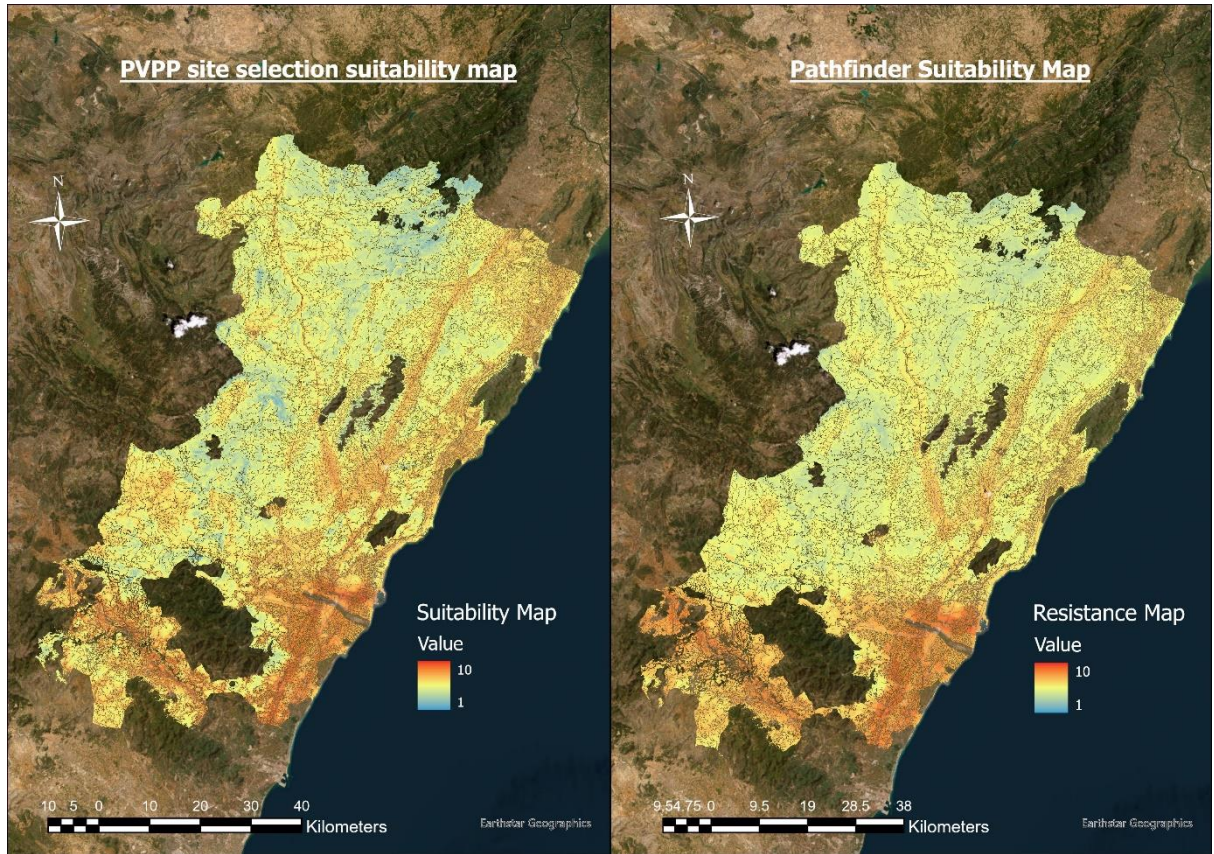 PVPP site selection suitability map
N
Suitability Map
Value
10
1
10 5 0 10 20 30 40
Kilometers
Earthstar Geographics
Pathfinder Suitability Map
N
Resistance Map
Value
10
1
9.54.75 0 9.5 19 28.5 38
Kilometers
Earthstar Geographics